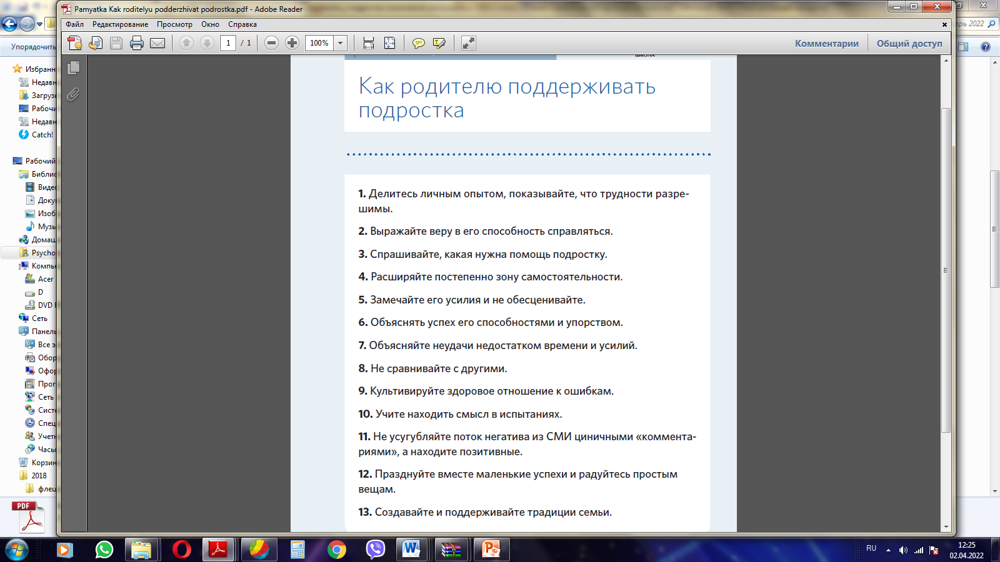 Pamyatka Kak roditelyu podderzhivat podrostka.pdf - Adobe Reader
Файл Редактирование Просмотр Окно Справка
1 / 1 100% Комментарии Общий доступ
2022
Упорядочить
Избранн
Недавн
Загрузк
Рабочи
Недавн
Catch!
Рабочий
Библис
Видес
Доку
Изоб
Музы
Домац
Psycho
Компь
Acer
D
DVD
Сеть
Панель
Все э
Обор
Офор
Прог
Сеть
Систе
Спец
Учетн
Часы
Корзин
2018
флец
PDF
ШКОЛА
Как родителю поддерживать
подростка
1. Делитесь личным опытом, показывайте, что трудности разре-
шимы.
2. Выражайте веру в его способность справляться.
3. Спрашивайте, какая нужна помощь подростку.
4. Расширяйте постепенно зону самостоятельности.
5. Замечайте его усилия и не обесценивайте.
6. Объяснять успех его способностями и упорством.
7. Объясняйте неудачи недостатком времени и усилий.
8. Не сравнивайте с другими.
9. Культивируйте здоровое отношение к ошибкам.
10. Учите находить смысл в испытаниях.
11. Не усугубляйте поток негатива из СМИ циничными «коммента-
риями», а находите позитивные.
12. Празднуйте вместе маленькие успехи и радуйтесь простым
вещам.
13. Создавайте и поддерживайте традиции семьи.
RU
12:25
02.04.2022